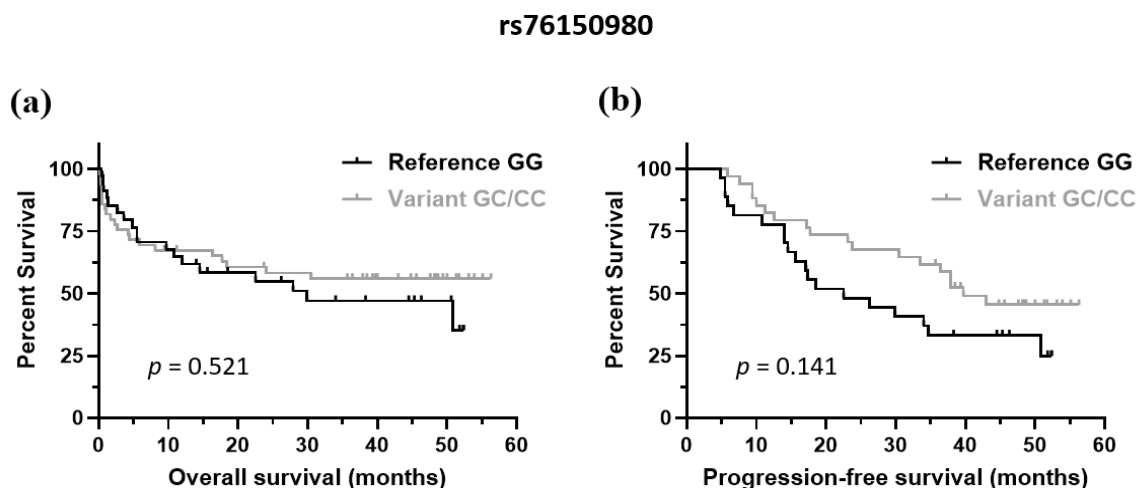 rs76150980
(a)
Percent Survival
100
75
50
25
0
0 10 20 30 40 50 60
Overall survival (months)
Reference GG
Variant GC/CC
p = 0.521
(b)
Percent Survival
100
75
50
25
0
0 10 20 30 40 50 60
Progression-free survival (months)
Reference GG
Variant GC/CC
p = 0.141